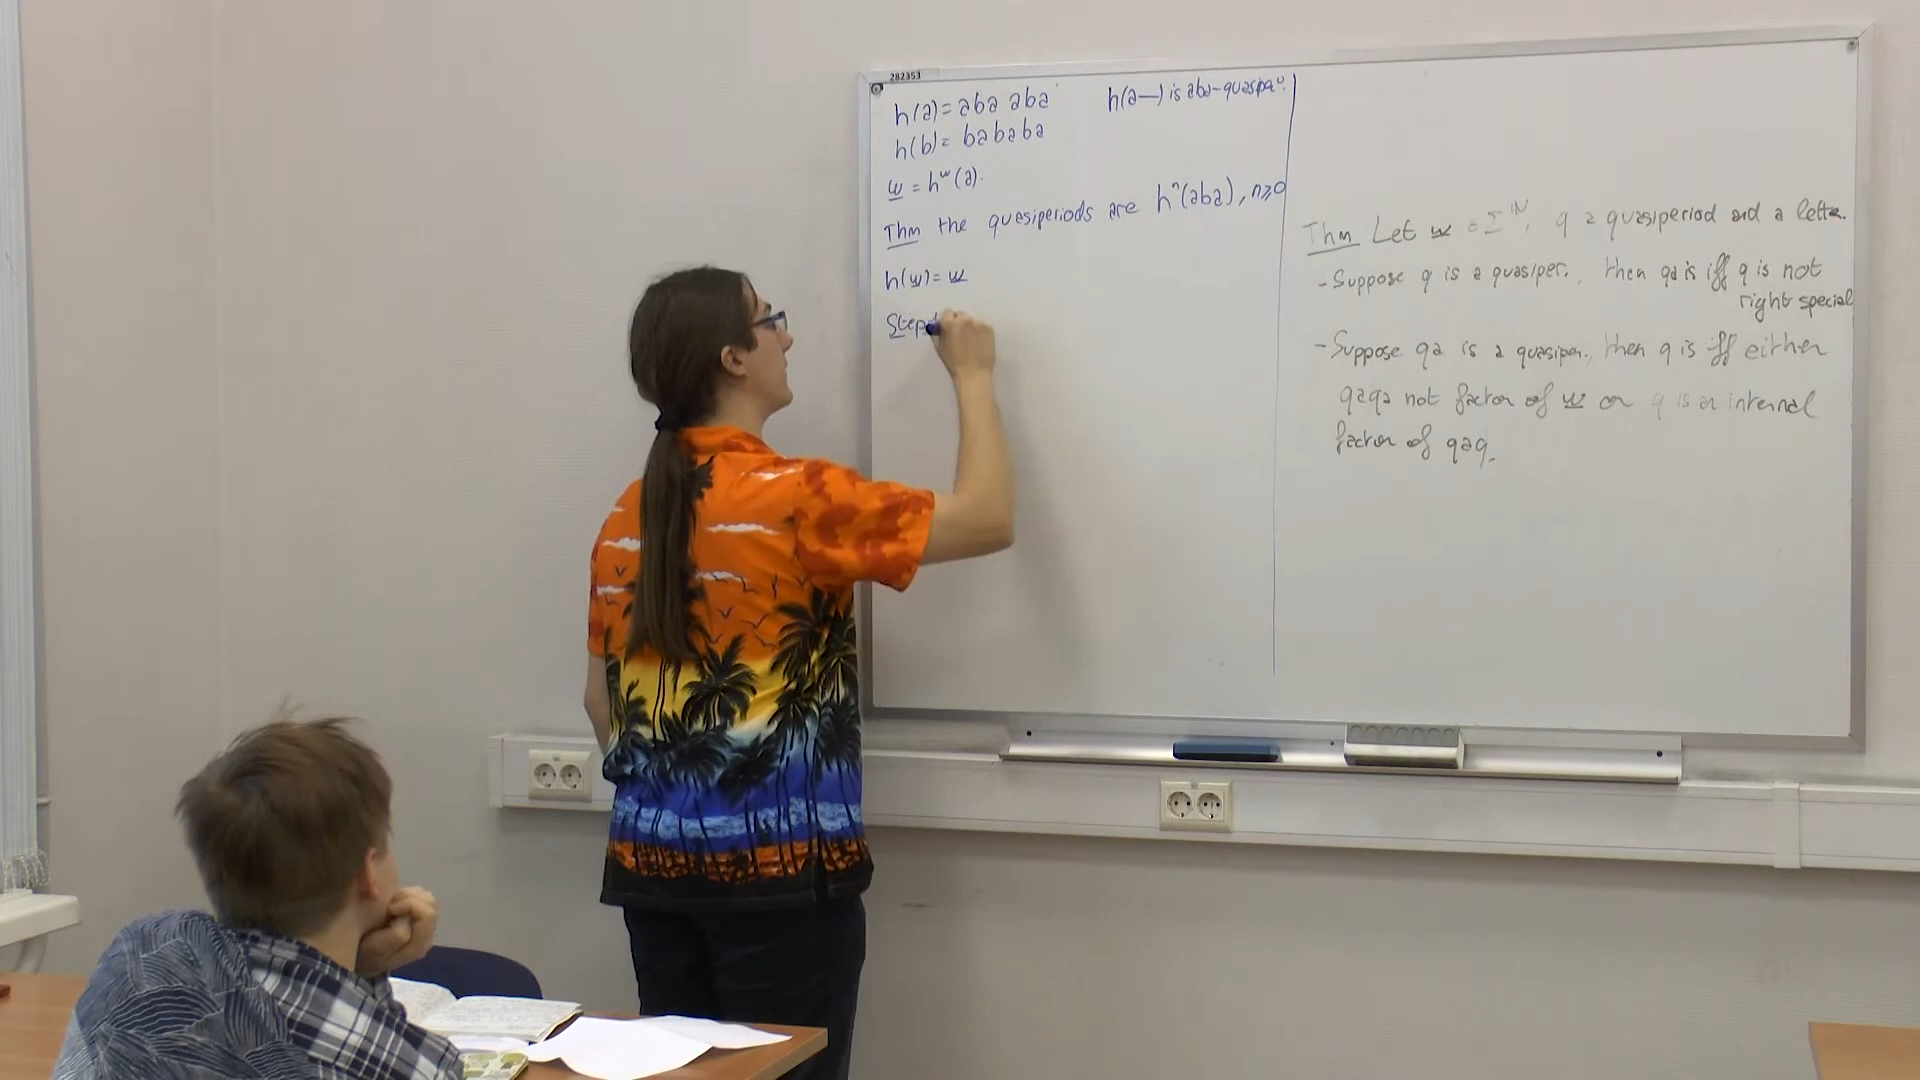 282353
h(a) = aba aba
h(a—) is aba-quasiper.
h(b) = bababa
w = h^ω(a).
Thm the quasiperiods are h^n(aba), n≥0
h(w) = w
Step
Thm Let w ∈ Σ^ℕ, q a quasiperiod and a letter.
- Suppose q is a quasiper., then qa is iff q is not
right special
- Suppose qa is a quasiper., then q is iff either
qaqa not factor of w or q is an internal
factor of qaq.